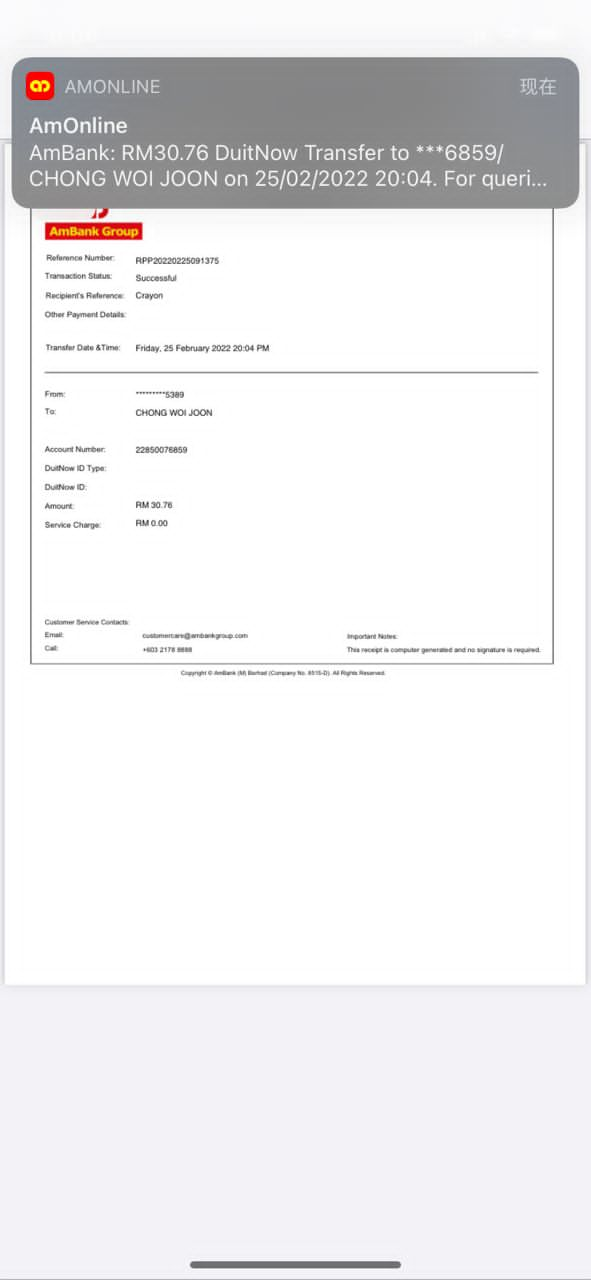 AMONLINE 现在
AmOnline
AmBank: RM30.76 DuitNow Transfer to ***6859/
CHONG WOI JOON on 25/02/2022 20:04. For queri...
AmBank Group
Reference Number: RPP20220225091375
Transaction Status: Successful
Recipient's Reference: Crayon
Other Payment Details:
Transfer Date &Time: Friday, 25 February 2022 20:04 PM
From: *********5389
To: CHONG WOI JOON
Account Number: 22850076859
DuitNow ID Type:
DuitNow ID:
Amount: RM 30.76
Service Charge: RM 0.00
Customer Service Contacts:
Email: customercare@ambankgroup.com Important Notes:
Call: +603 2178 8888 This receipt is computer generated and no signature is required.
Copyright © AmBank (M) Berhad (Company No. 8515-D). All Rights Reserved.